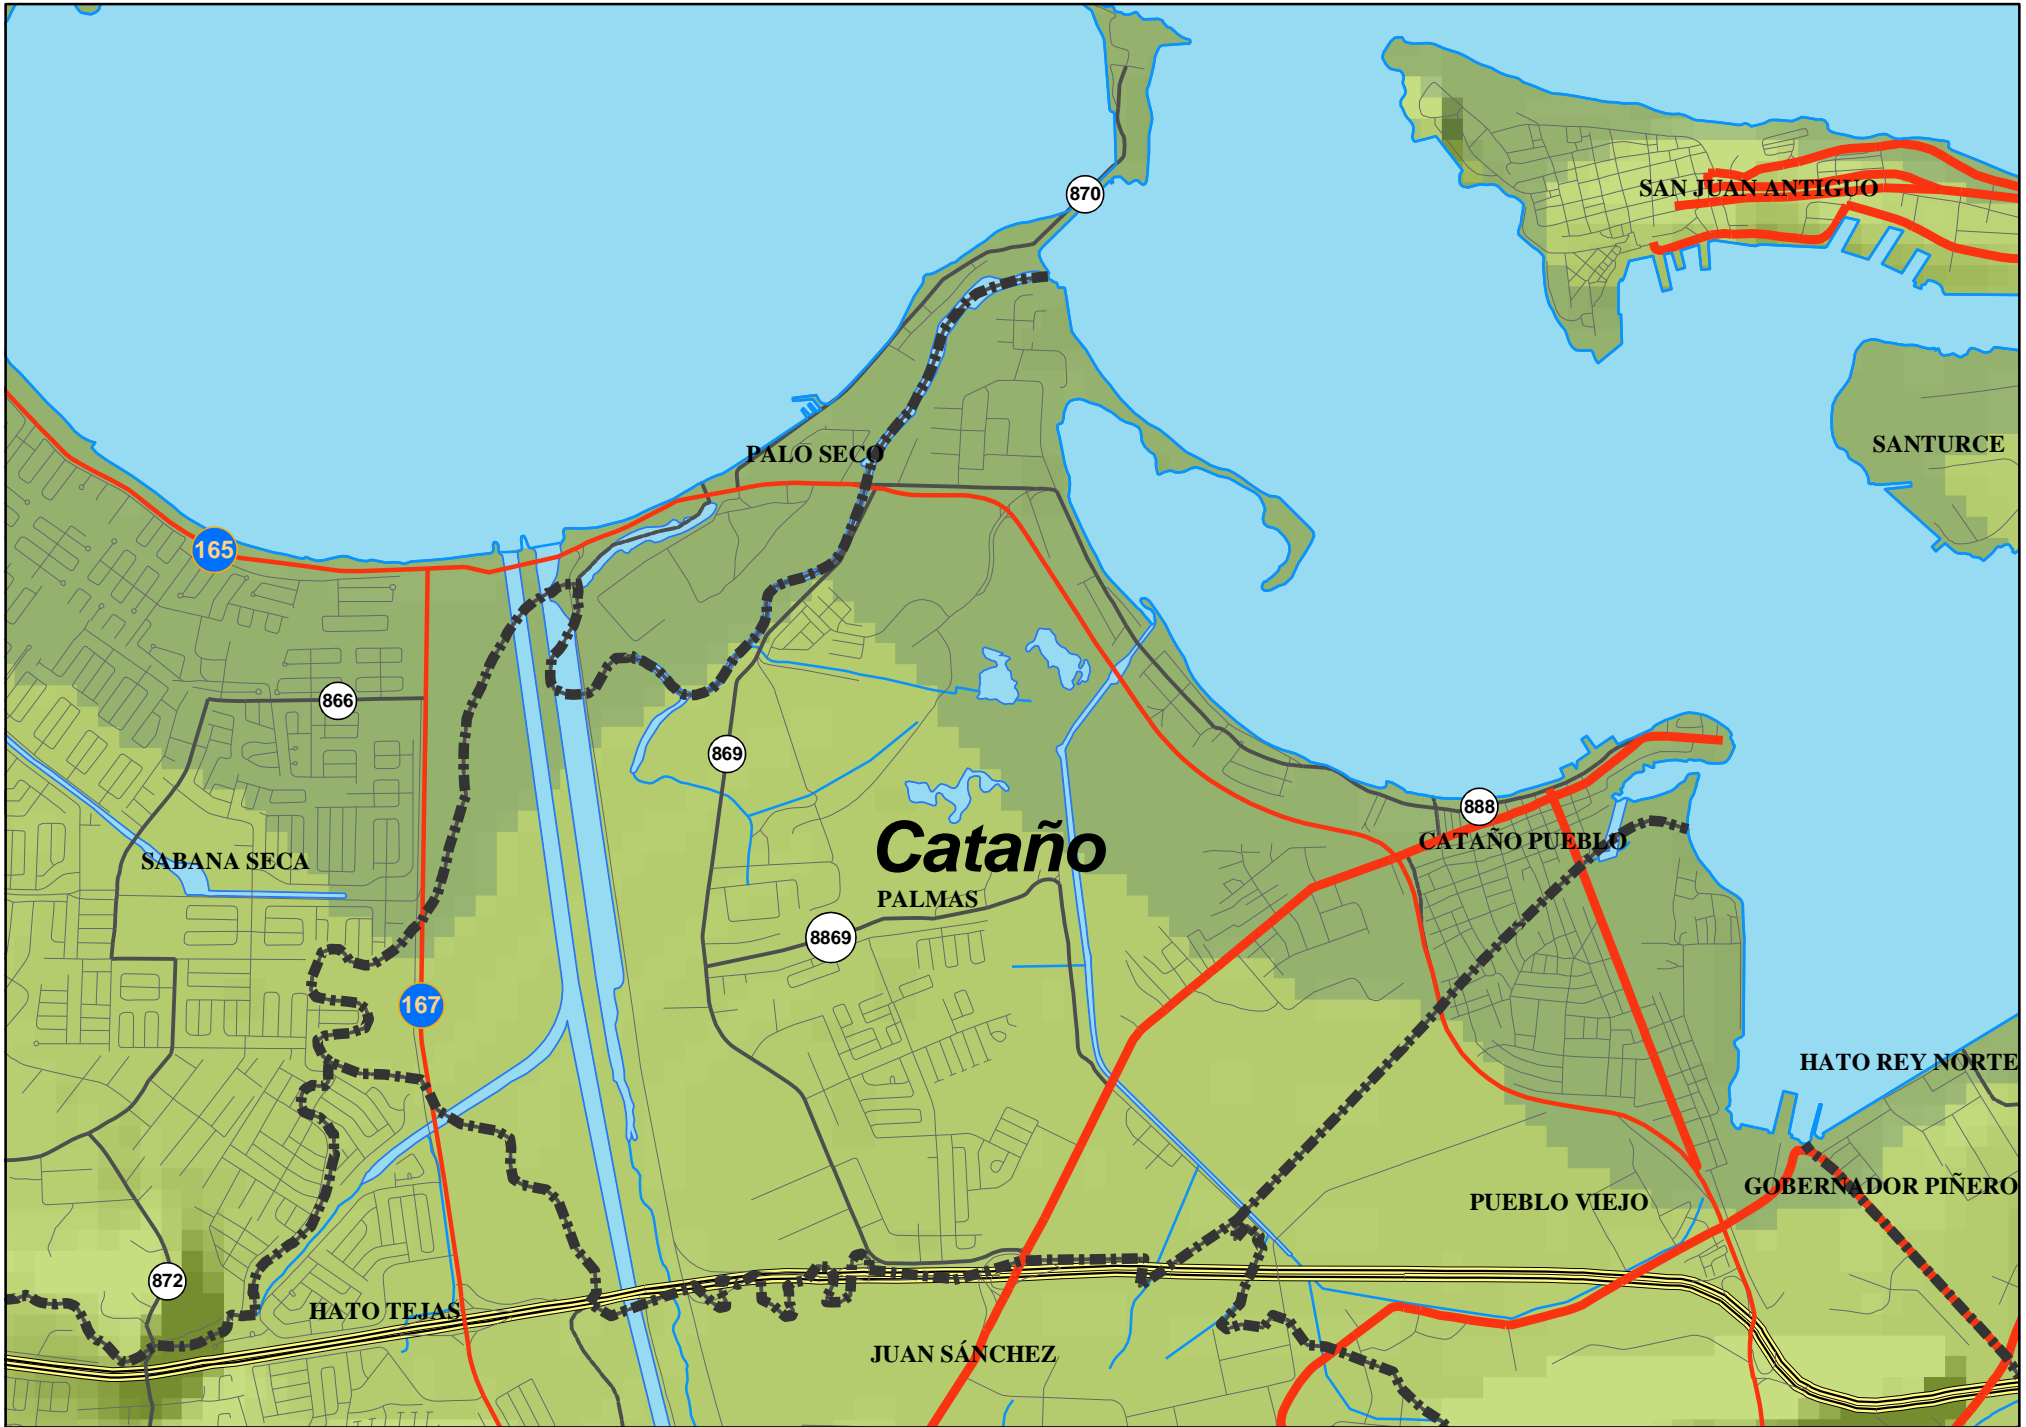 870
SAN JUAN ANTIGUO
SANTURCE
PALO SECO
165
866
869
888
CATAÑO PUEBLO
Cataño
SABANA SECA
PALMAS
8869
167
HATO REY NORTE
GOBERNADOR PIÑERO
PUEBLO VIEJO
872
HATO TEJAS
JUAN SÁNCHEZ